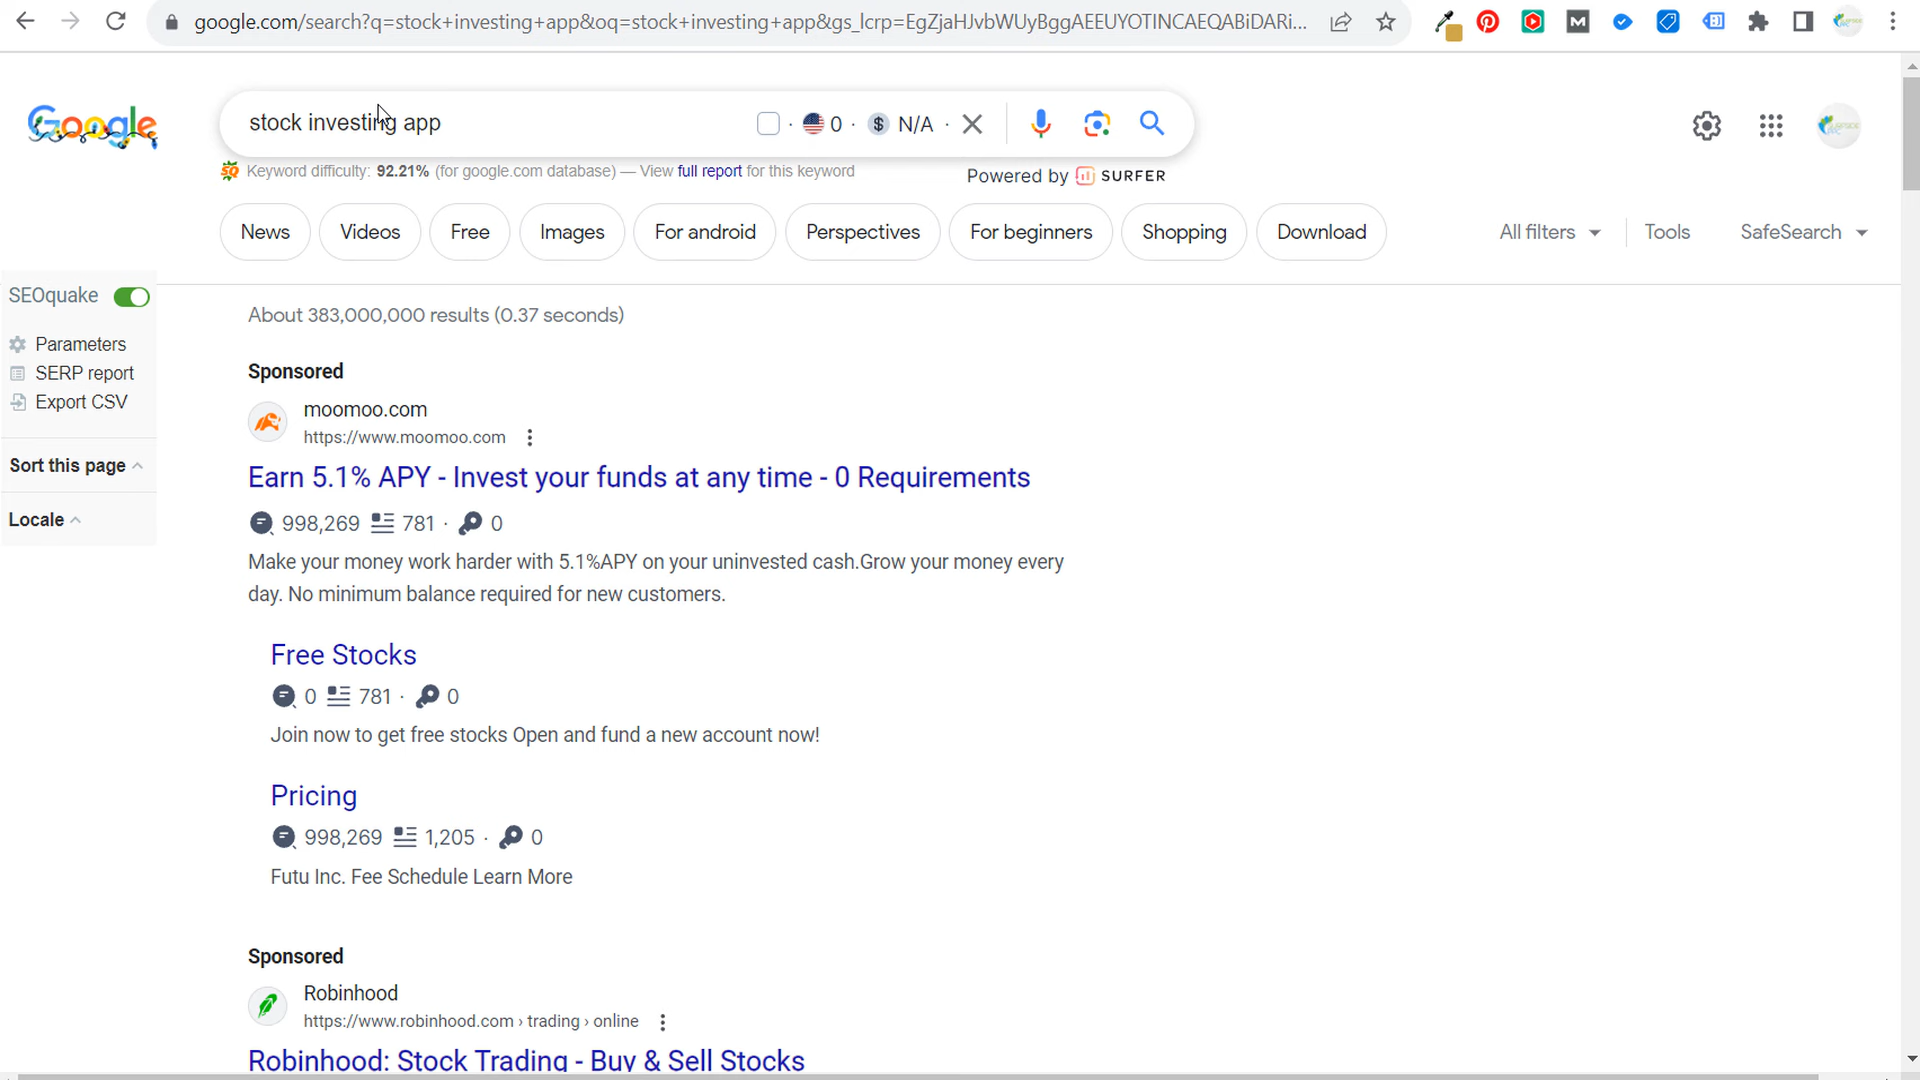 google.com/search?q=stock+investing+app&oq=stock+investing+app&gs_lcrp=EgZjaHJvbWUyBggAEEUYOTINCAEQABiDARi...
Google
stock investing app
0 · $ N/A ·
Keyword difficulty: 92.21% (for google.com database) — View full report for this keyword
Powered by SURFER
News
Videos
Free
Images
For android
Perspectives
For beginners
Shopping
Download
All filters
Tools
SafeSearch
SEOquake
Parameters
SERP report
Export CSV
Sort this page
Locale
About 383,000,000 results (0.37 seconds)
Sponsored
moomoo.com
https://www.moomoo.com
Earn 5.1% APY - Invest your funds at any time - 0 Requirements
998,269 781 · 0
Make your money work harder with 5.1%APY on your uninvested cash.Grow your money every
day. No minimum balance required for new customers.
Free Stocks
0 781 · 0
Join now to get free stocks Open and fund a new account now!
Pricing
998,269 1,205 · 0
Futu Inc. Fee Schedule Learn More
Sponsored
Robinhood
https://www.robinhood.com › trading › online
Robinhood: Stock Trading - Buy & Sell Stocks